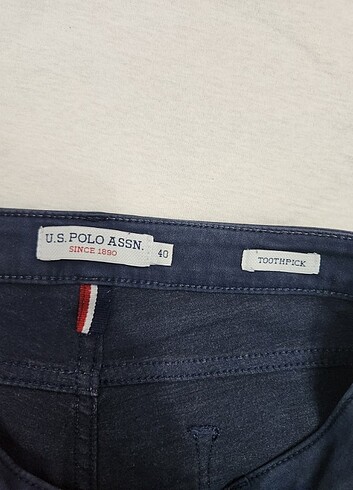 U.S. POLO ASSN.
SINCE 1890
40
TOOTHPICK